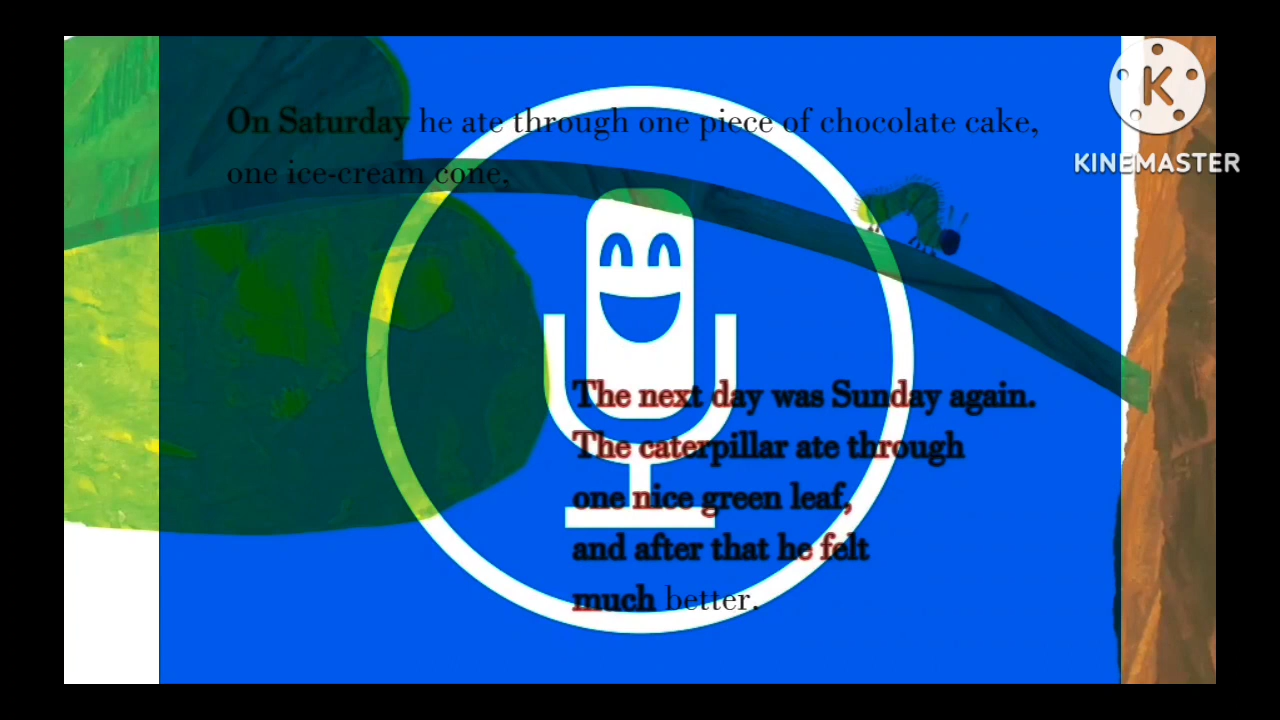 On Saturday he ate through one piece of chocolate cake,
one ice-cream cone,
K
KINEMASTER
The next day was Sunday again.
The caterpillar ate through
one nice green leaf,
and after that he felt
much better.